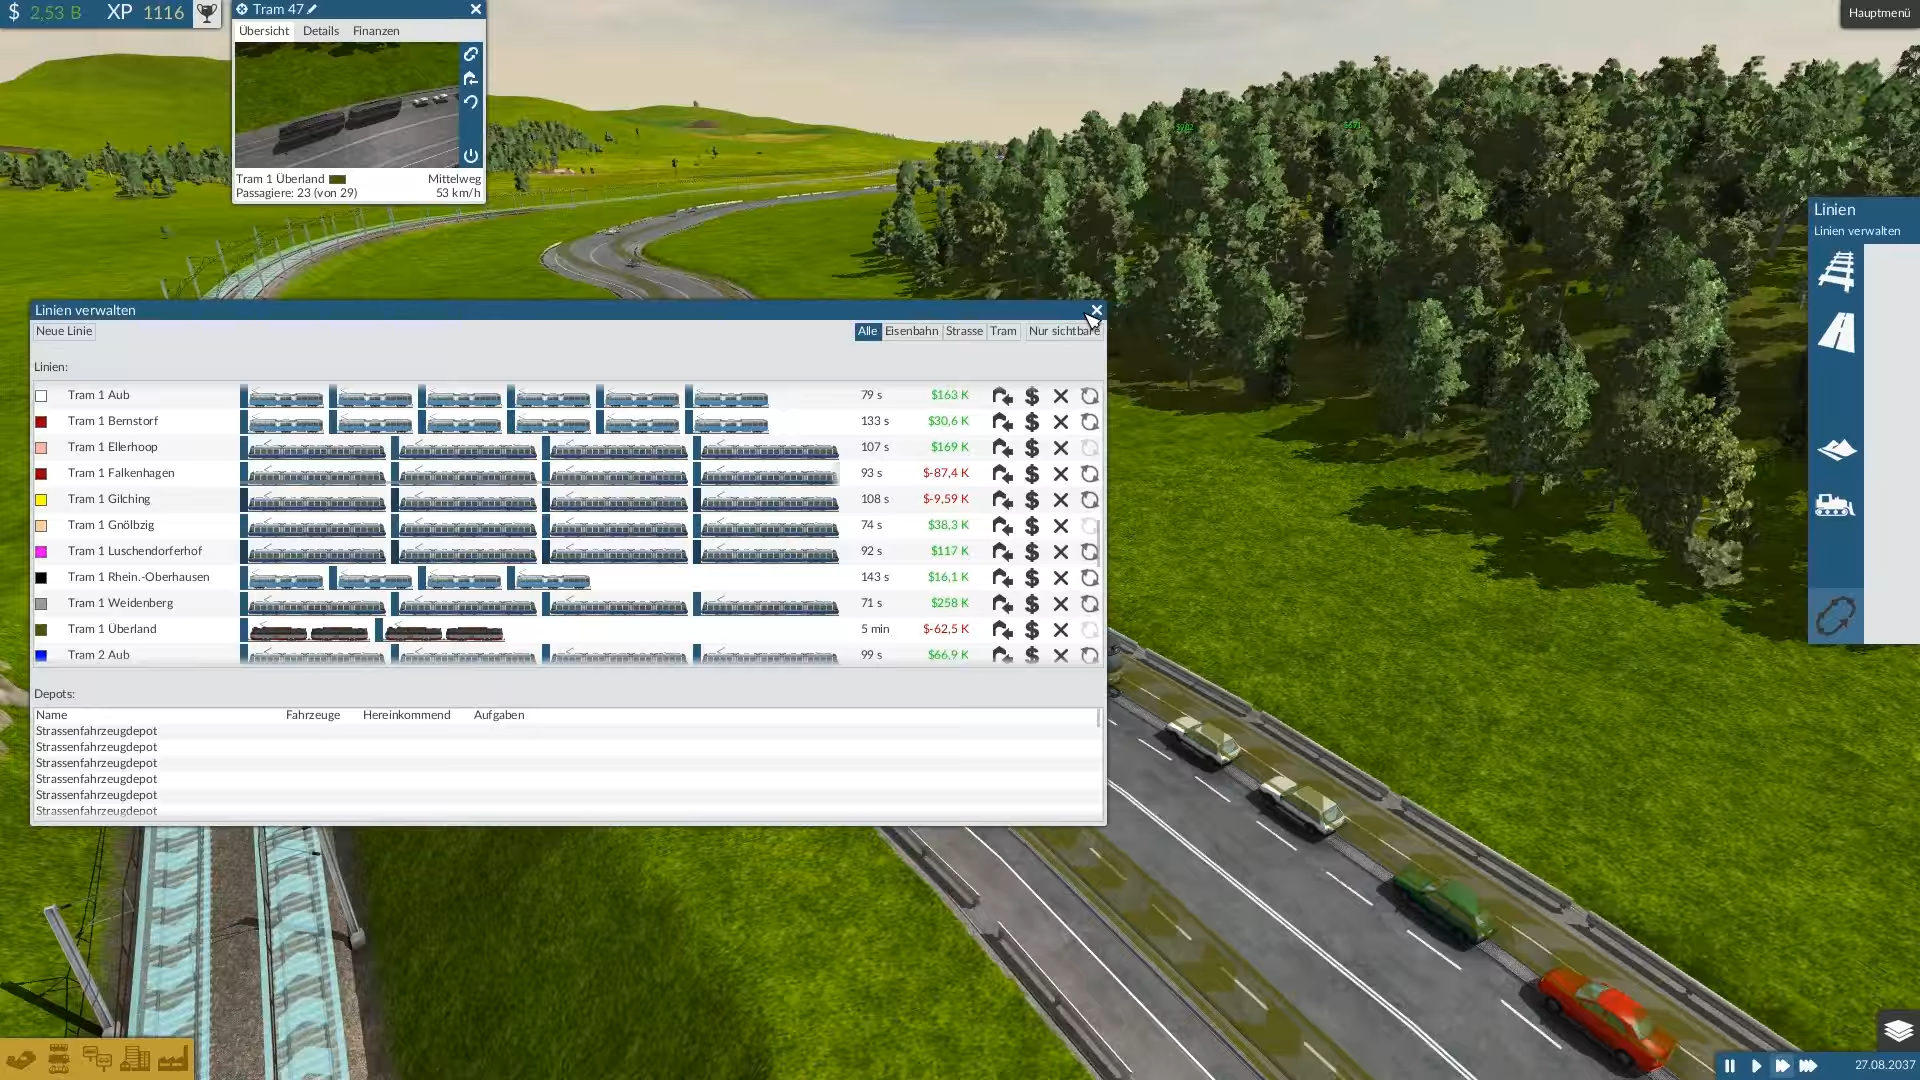 $ 2,53 B XP 1116
Tram 47
Hauptmenü
Übersicht Details Finanzen
Tram 1 Überland Mittelweg
Passagiere: 23 (von 29) 53 km/h
Linien
Linien verwalten
Linien verwalten
Neue Linie Alle Eisenbahn Strasse Tram Nur sichtbare
Linien:
Tram 1 Aub 79 s $163 K
Tram 1 Bernstorf 133 s $30,6 K
Tram 1 Ellerhoop 107 s $169 K
Tram 1 Falkenhagen 93 s $-87,4 K
Tram 1 Gilching 108 s $-9,59 K
Tram 1 Gnölbzig 74 s $38,3 K
Tram 1 Luschendorferhof 92 s $117 K
Tram 1 Rhein.-Oberhausen 143 s $16,1 K
Tram 1 Weidenberg 71 s $258 K
Tram 1 Überland 5 min $-62,5 K
Tram 2 Aub 99 s $66,9 K
Depots:
Name Fahrzeuge Hereinkommend Aufgaben
Strassenfahrzeugdepot
Strassenfahrzeugdepot
Strassenfahrzeugdepot
Strassenfahrzeugdepot
Strassenfahrzeugdepot
Strassenfahrzeugdepot
27.08.2037